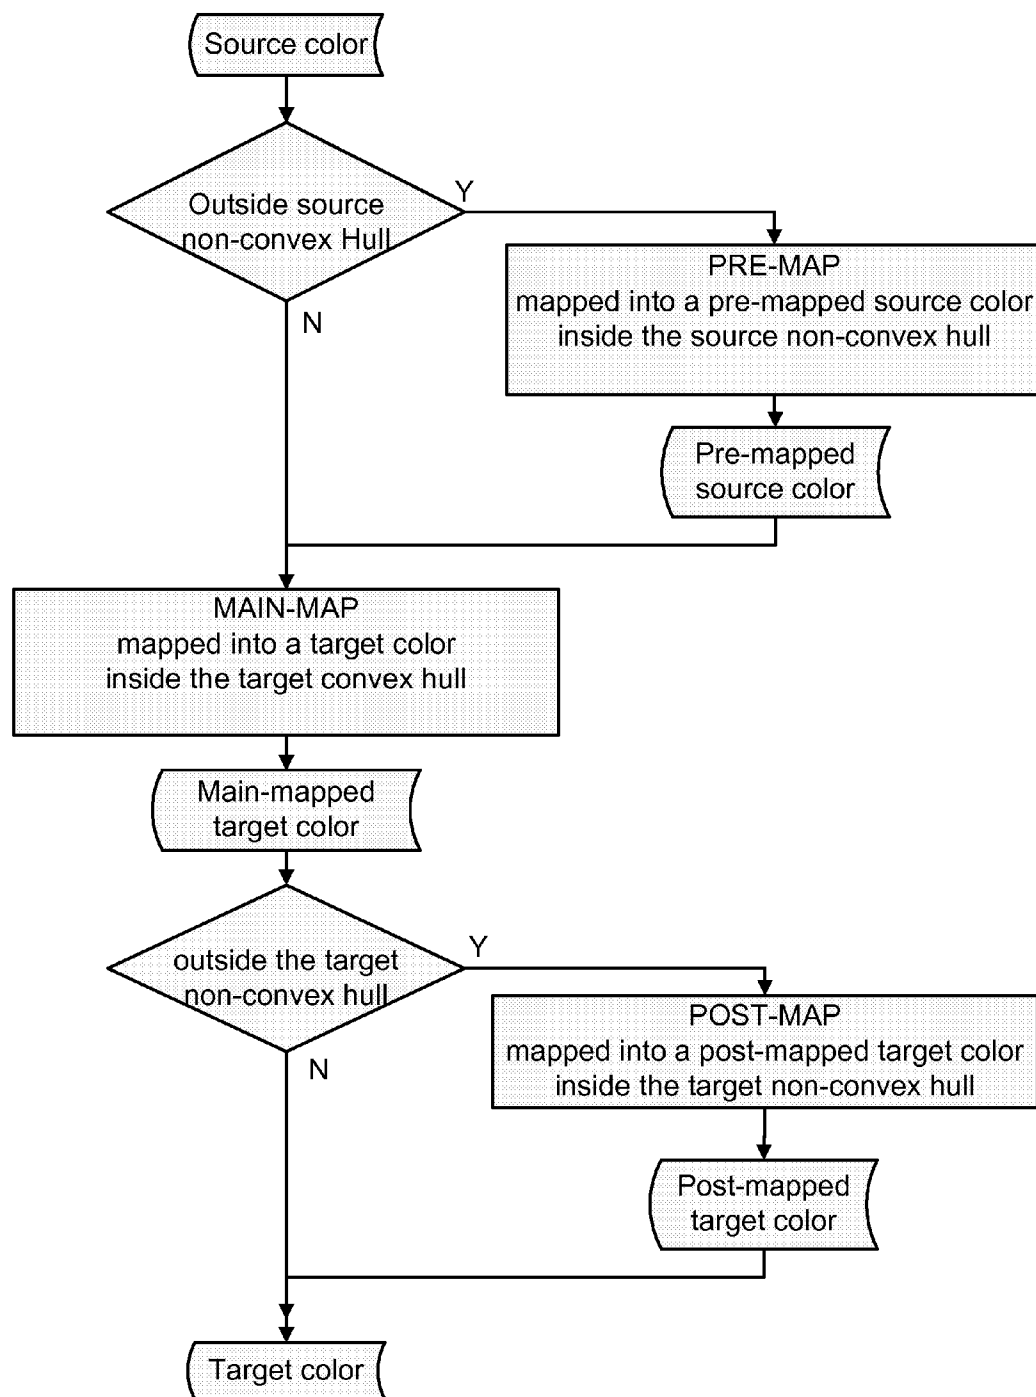 Source color
Outside source
non-convex Hull
Y
N
PRE-MAP
mapped into a pre-mapped source color
inside the source non-convex hull
Pre-mapped
source color
MAIN-MAP
mapped into a target color
inside the target convex hull
Main-mapped
target color
outside the target
non-convex hull
Y
N
POST-MAP
mapped into a post-mapped target color
inside the target non-convex hull
Post-mapped
target color
Target color